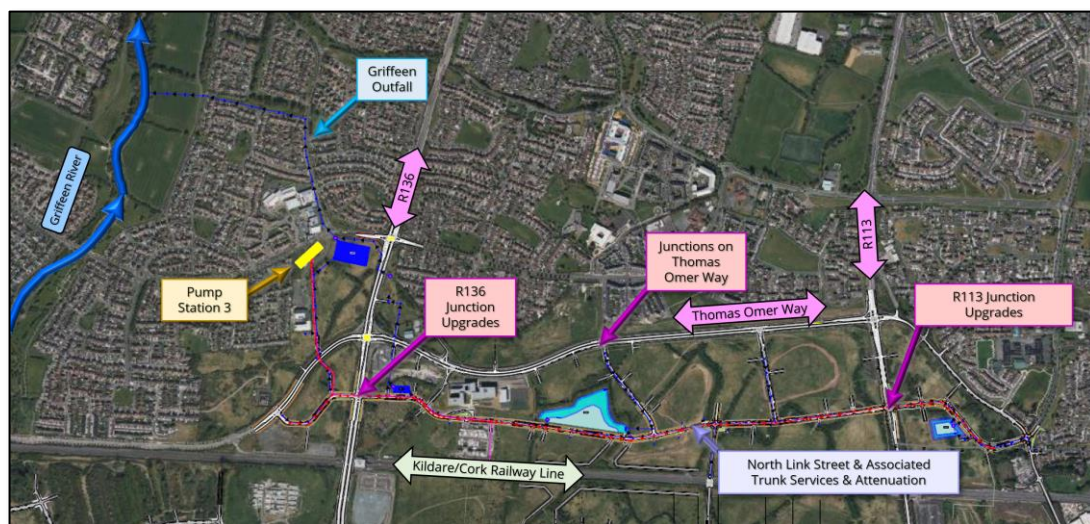 Griffeen
Outfall
R136
Griffeen River
R113
Junctions on
Thomas
Omer Way
Pump
Station 3
R136
Junction
Upgrades
Thomas Omer Way
R113 Junction
Upgrades
Kildare/Cork Railway Line
North Link Street & Associated
Trunk Services & Attenuation